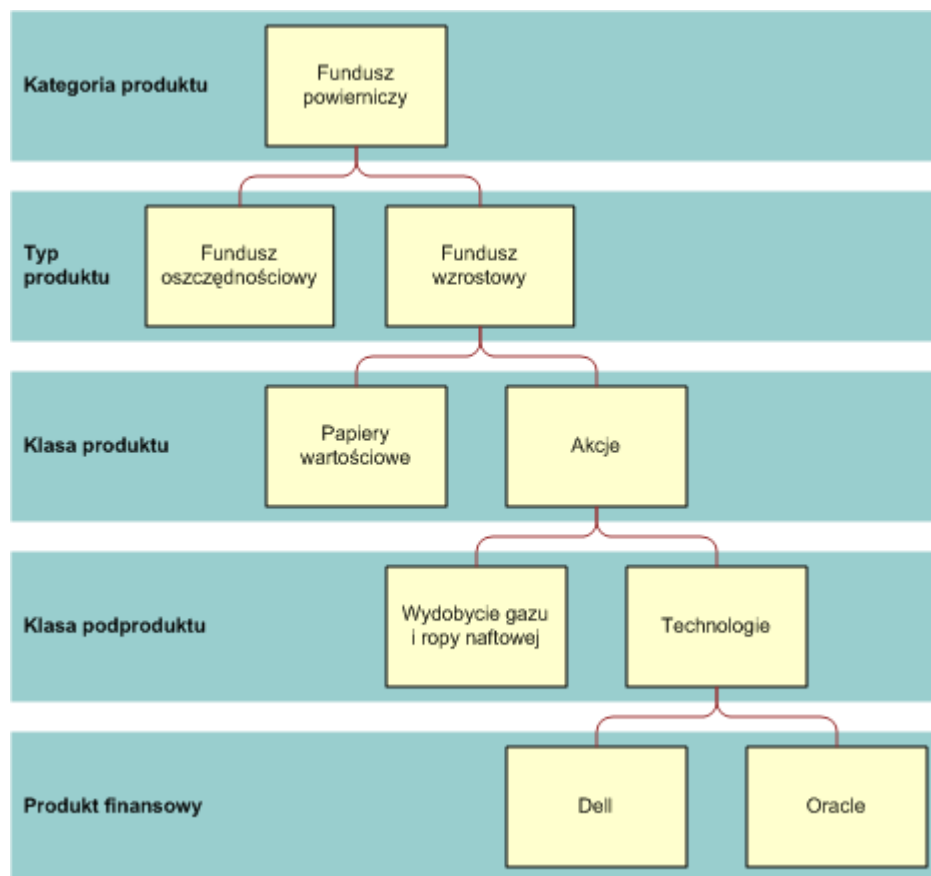 Kategoria produktu
Fundusz
powierniczy
Typ
produktu
Fundusz
oszczędnościowy
Fundusz
wzrostowy
Klasa produktu
Papiery
wartościowe
Akcje
Klasa podproduktu
Wydobycie gazu
i ropy naftowej
Technologie
Produkt finansowy
Dell
Oracle